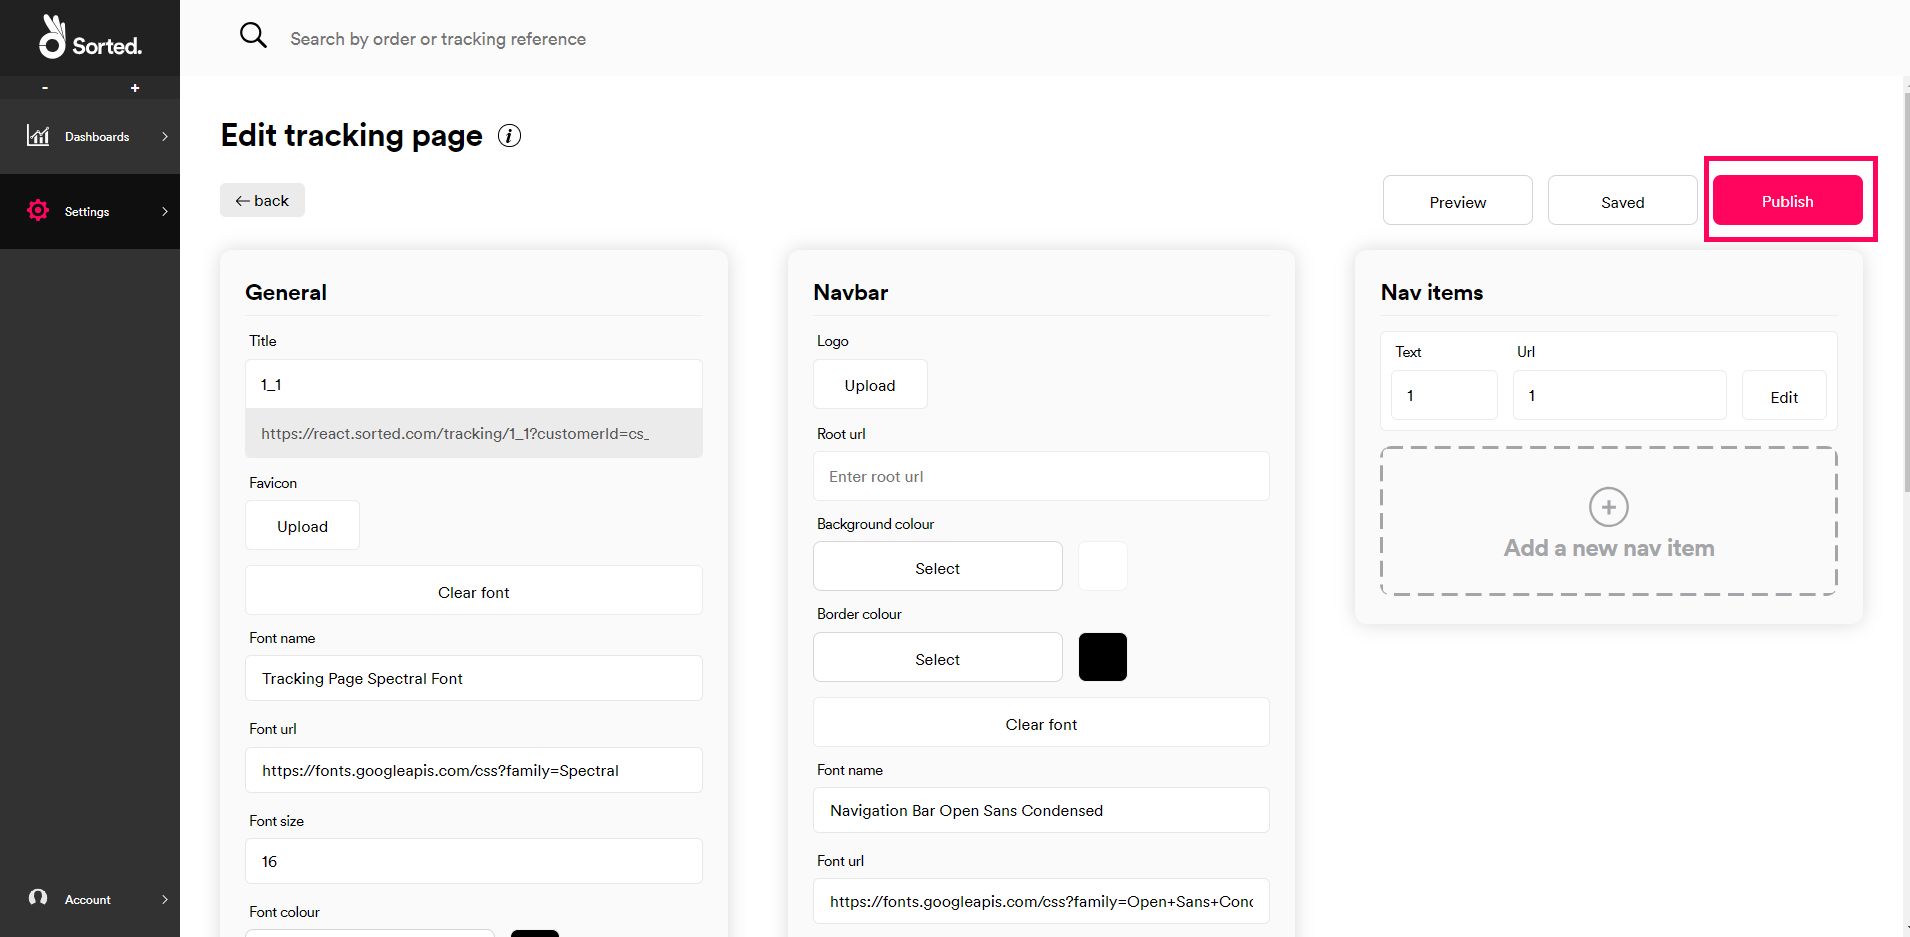 Sorted.
Search by order or tracking reference
- +
Dashboards
Settings
Account
Edit tracking page i
← back
Preview
Saved
Publish
General
Title
1_1
https://react.sorted.com/tracking/1_1?customerId=cs_
Favicon
Upload
Clear font
Font name
Tracking Page Spectral Font
Font url
https://fonts.googleapis.com/css?family=Spectral
Font size
16
Font colour
Navbar
Logo
Upload
Root url
Enter root url
Background colour
Select
Border colour
Select
Clear font
Font name
Navigation Bar Open Sans Condensed
Font url
https://fonts.googleapis.com/css?family=Open+Sans+Conc
Nav items
Text Url
1 1 Edit
+
Add a new nav item